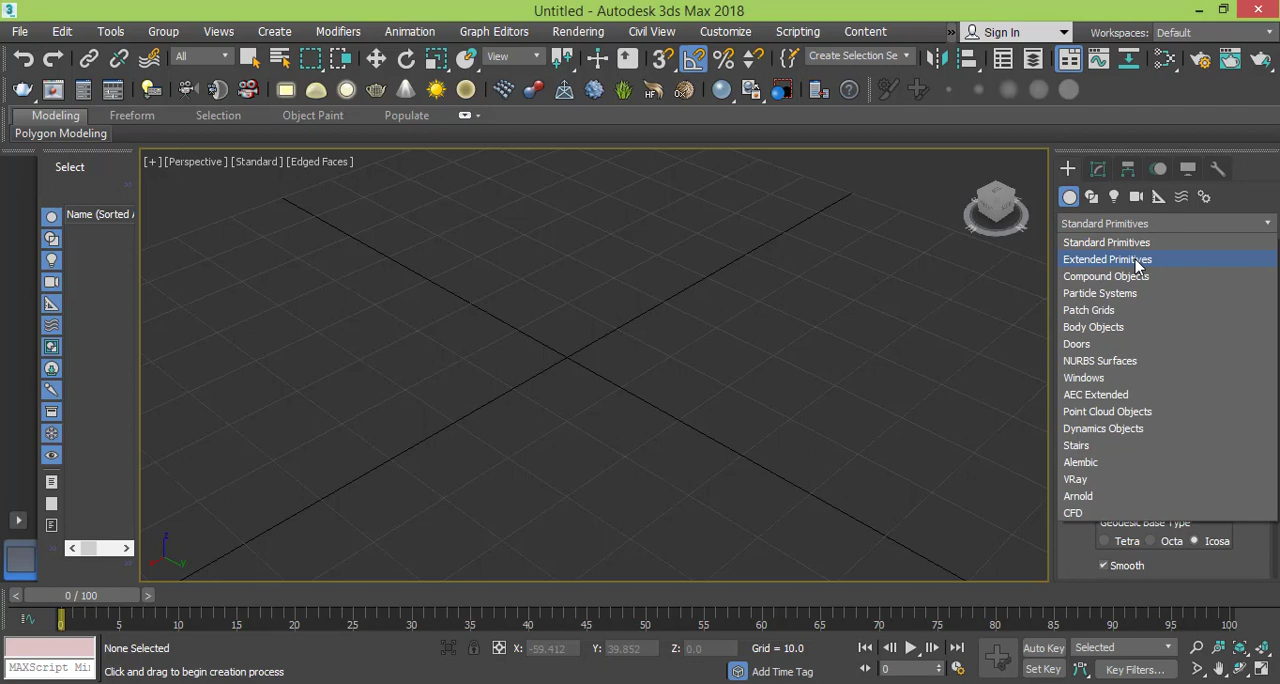 Untitled - Autodesk 3ds Max 2018
File Edit Tools Group Views Create Modifiers Animation Graph Editors Rendering Civil View Customize Scripting Content » Sign In Workspaces: Default
All View 3 Create Selection Se
HF
Modeling Freeform Selection Object Paint Populate
Polygon Modeling
Select
Name (Sorted A
[+] [Perspective] [Standard] [Edged Faces]
Standard Primitives
Standard Primitives
Extended Primitives
Compound Objects
Particle Systems
Patch Grids
Body Objects
Doors
NURBS Surfaces
Windows
AEC Extended
Point Cloud Objects
Dynamics Objects
Stairs
Alembic
VRay
Arnold
CFD
Geodesic Base Type
Tetra Octa Icosa
Smooth
z
x y
< 0 / 100 >
0 5 10 15 20 25 30 35 40 45 50 55 60 65 70 75 80 85 90 95 100
None Selected X: -59.412 Y: 39.852 Z: 0.0 Grid = 10.0 Auto Key Selected
MAXScript Mi Click and drag to begin creation process Add Time Tag 0 Set Key Key Filters...